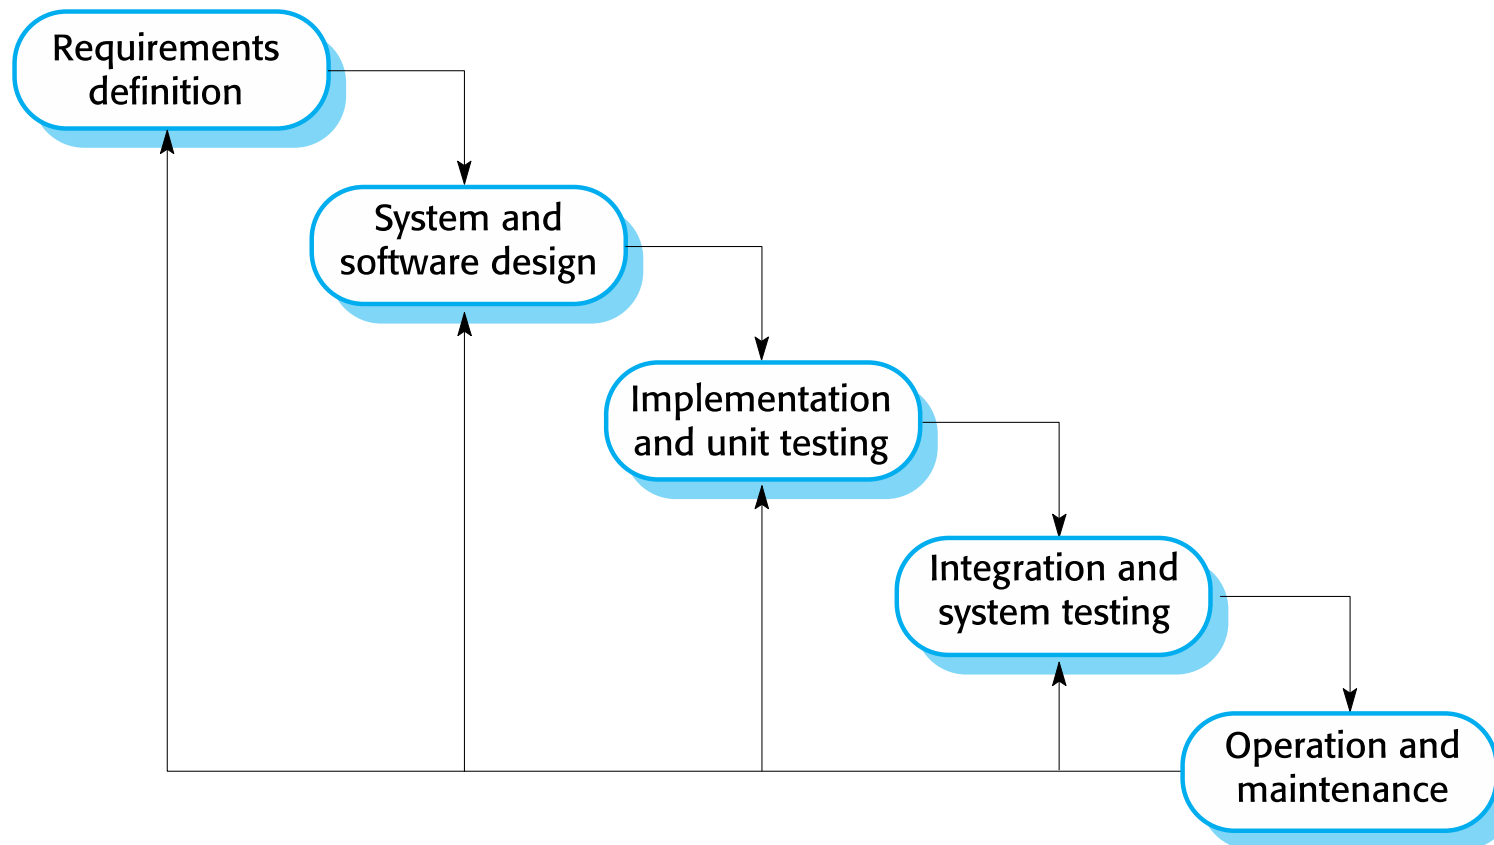 Requirements
definition
System and
software design
Implementation
and unit testing
Integration and
system testing
Operation and
maintenance